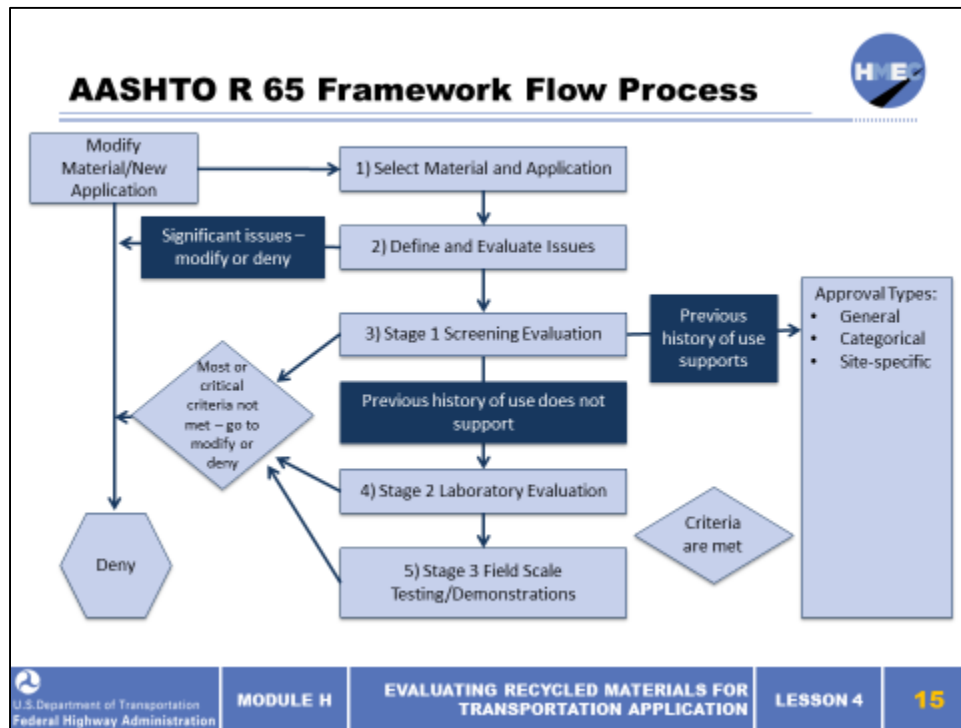 AASHTO R 65 Framework Flow Process
HMEC
Modify
Material/New
Application
1) Select Material and Application
Significant issues –
modify or deny
2) Define and Evaluate Issues
3) Stage 1 Screening Evaluation
Previous
history of use
supports
Approval Types:
• General
• Categorical
• Site-specific
Most or
critical
criteria not
met – go to
modify or
deny
Previous history of use does not
support
4) Stage 2 Laboratory Evaluation
Criteria
are met
Deny
5) Stage 3 Field Scale
Testing/Demonstrations
U.S.Department of Transportation
Federal Highway Administration
MODULE H
EVALUATING RECYCLED MATERIALS FOR
TRANSPORTATION APPLICATION
LESSON 4
15